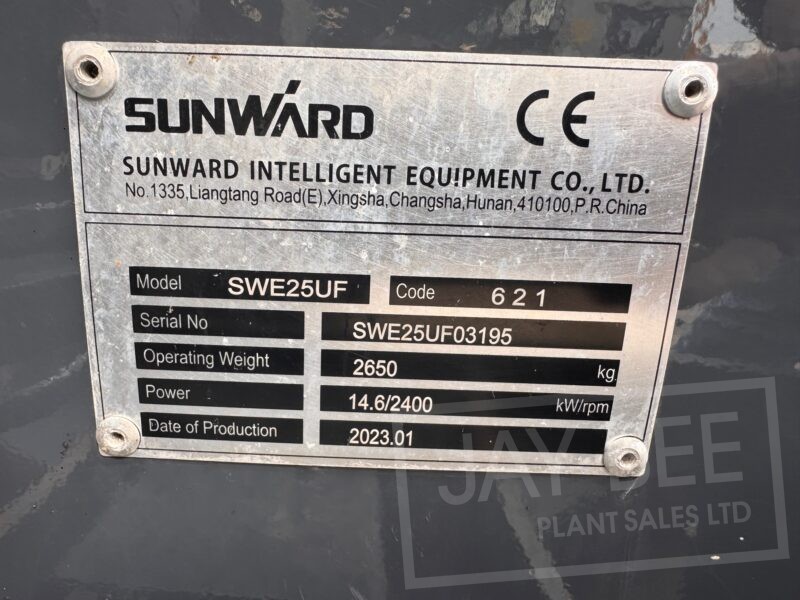 SUNWARD CE
SUNWARD INTELLIGENT EQUIPMENT CO., LTD.
No.1335,Liangtang Road(E),Xingsha,Changsha,Hunan,410100,P.R.China
Model SWE25UF Code 621
Serial No SWE25UF03195
Operating Weight 2650 kg
Power 14.6/2400 kW/rpm
Date of Production 2023.01
JAY DEE
PLANT SALES LTD